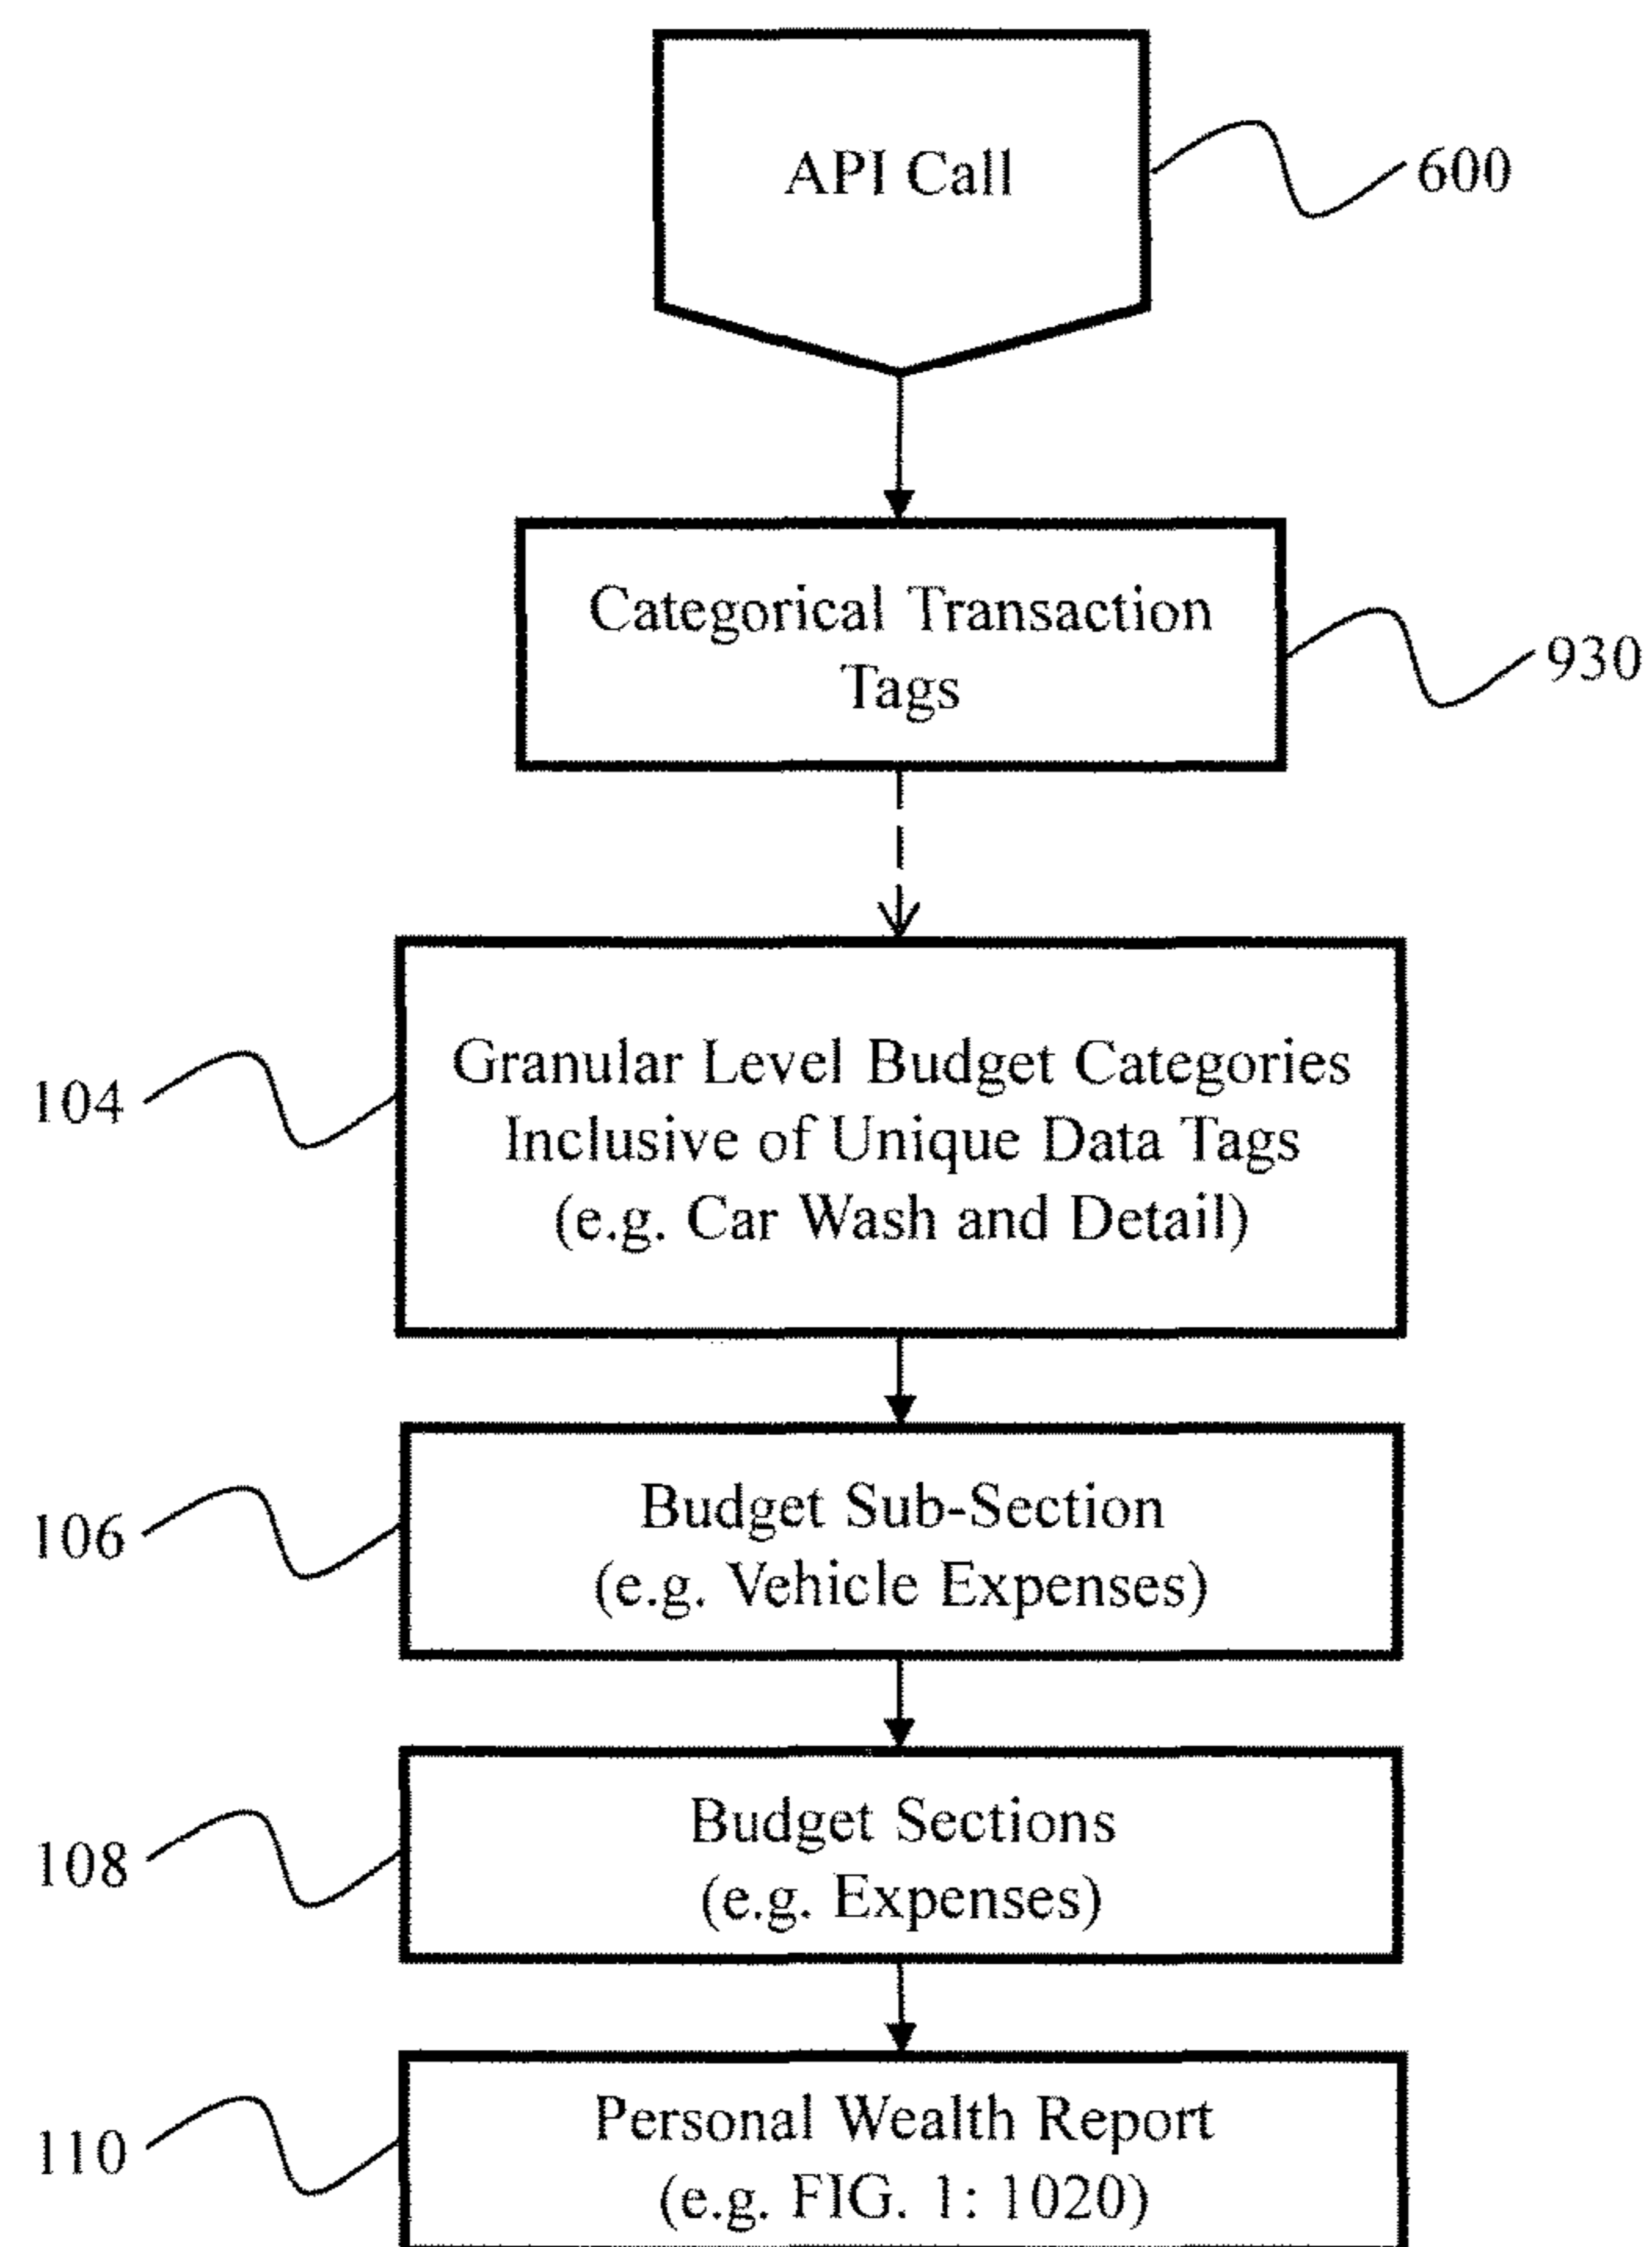 API Call
600
Categorical Transaction
Tags
930
Granular Level Budget Categories
Inclusive of Unique Data Tags
(e.g. Car Wash and Detail)
104
Budget Sub-Section
(e.g. Vehicle Expenses)
106
Budget Sections
(e.g. Expenses)
108
Personal Wealth Report
(e.g. FIG. 1: 1020)
110